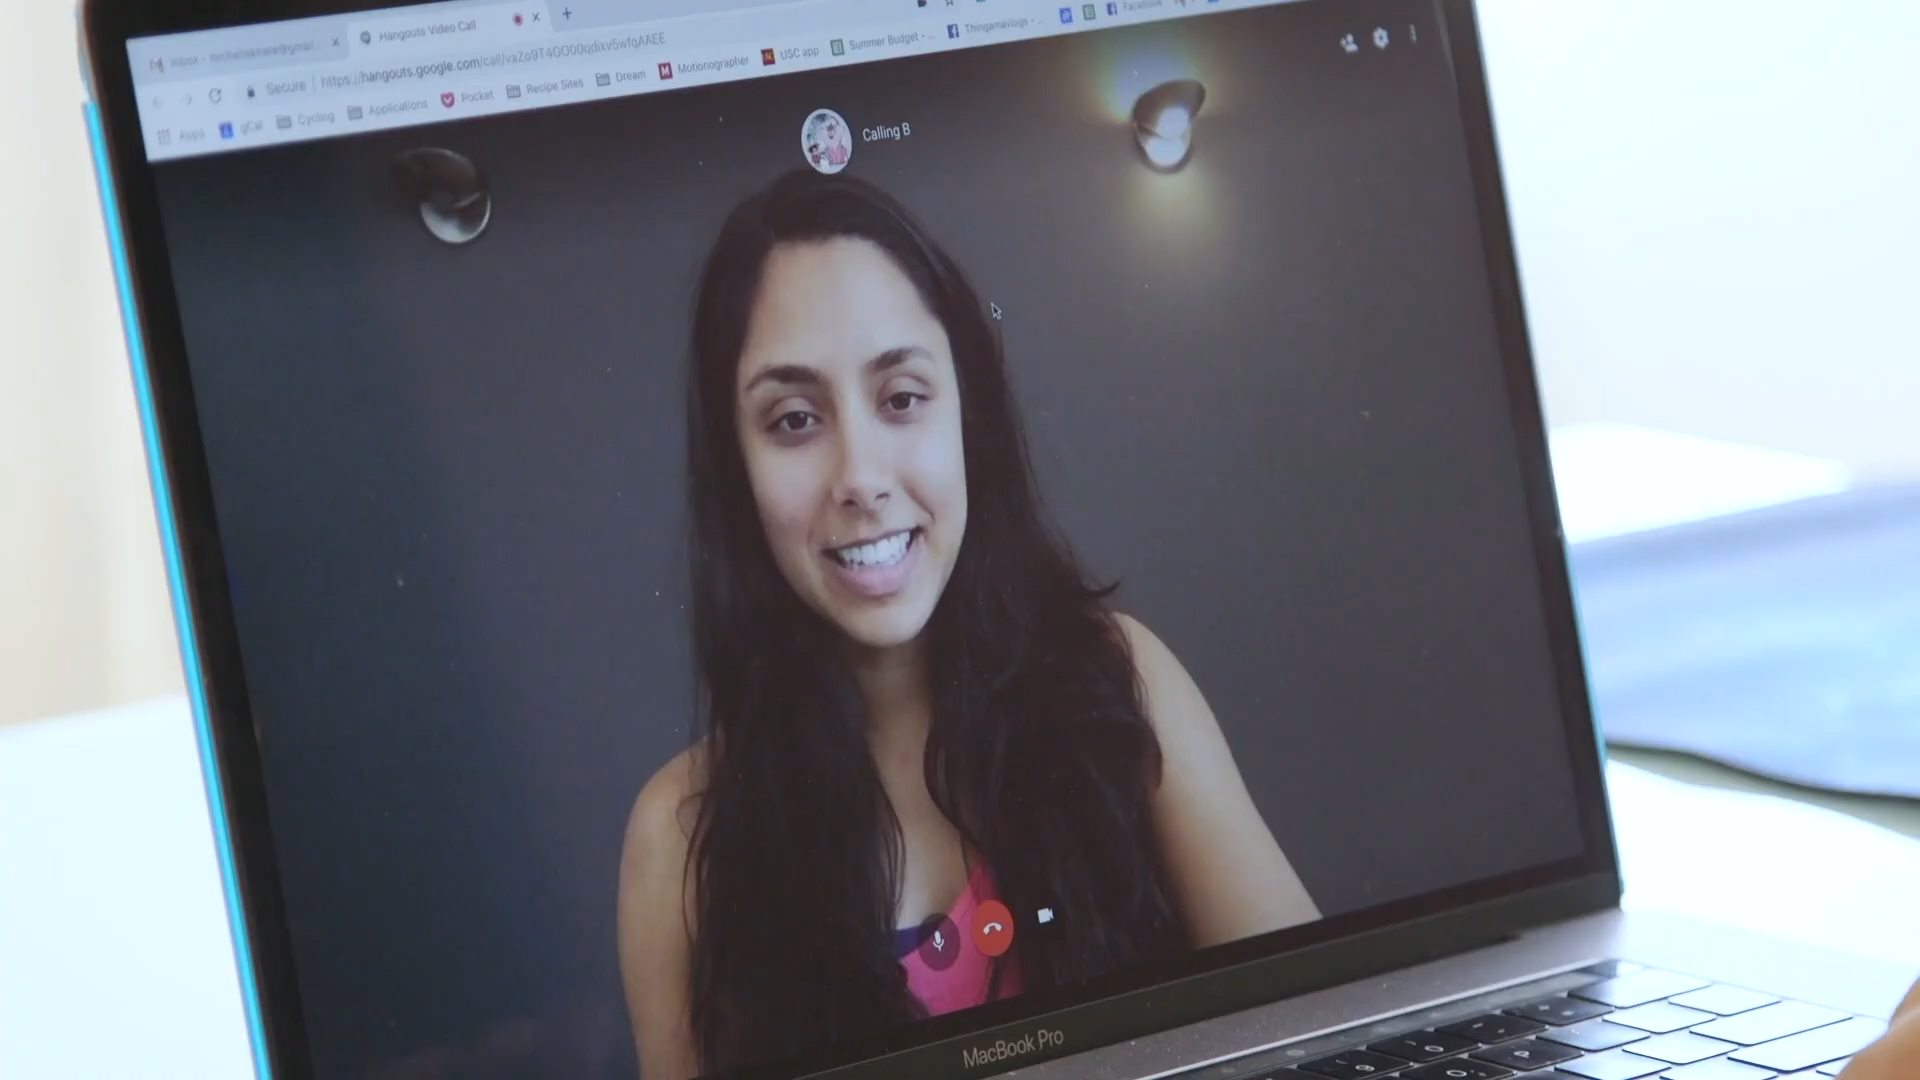 Hangouts Video Call
Secure
https://hangouts.google.com/call/
Apps
gCal
Cycling
Applications
Pocket
Recipe Sites
Dream
M
Motionographer
USC app
Summer Budget - ...
Thingamavlogs - ...
Facebook
Calling B
MacBook Pro